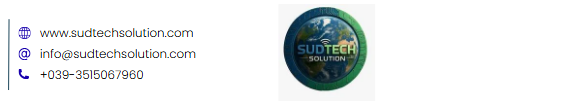 www.sudtechsolution.com
info@sudtechsolution.com
+039-3515067960
SUDTECH
SOLUTION